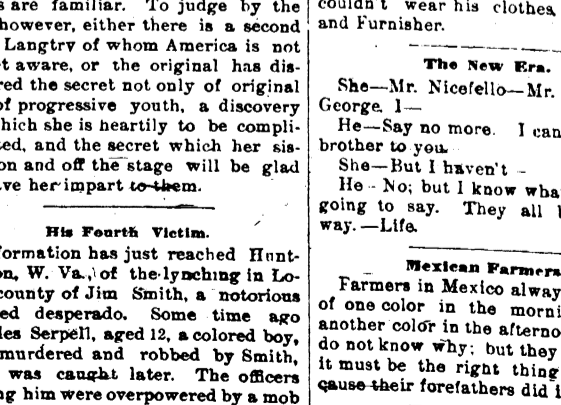 s are familiar. To judge by the
however, either there is a second
Langtry of whom America is not
t aware, or the original has dis-
red the secret not only of original
of progressive youth, a discovery
hich she is heartily to be compli-
ted, and the secret which her sis-
on and off the stage will be glad
ve her impart to them.
His Fourth Victim.
formation has just reached Hunt-
on, W. Va., of the lynching in Lo-
county of Jim Smith, a notorious
ed desperado. Some time ago
les Serpell, aged 12, a colored boy,
murdered and robbed by Smith,
was caught later. The officers
ng him were overpowered by a mob
couldn't wear his clothes,
and Furnisher.
The New Era.
She—Mr. Nicefello—Mr.
George, I—
He—Say no more. I can
brother to you.
She—But I haven't -
He - No; but I know wha
going to say. They all b
way.—Life.
Mexican Farmers
Farmers in Mexico alway
of one color in the morni
another color in the afterno
do not know why; but they
it must be the right thing
cause their forefathers did i